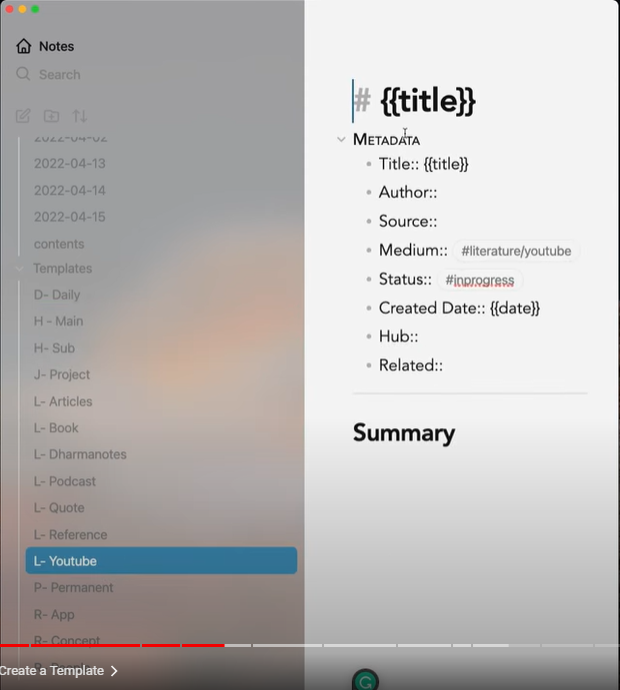 Notes
Search
2022-04-02
2022-04-13
2022-04-14
2022-04-15
contents
Templates
D- Daily
H - Main
H- Sub
J- Project
L- Articles
L- Book
L- Dharmanotes
L- Podcast
L- Quote
L- Reference
L- Youtube
P- Permanent
R- App
R- Concept
Create a Template
# {{title}}
METADATA
Title:: {{title}}
Author::
Source::
Medium:: #literature/youtube
Status:: #inprogress
Created Date:: {{date}}
Hub::
Related::
Summary